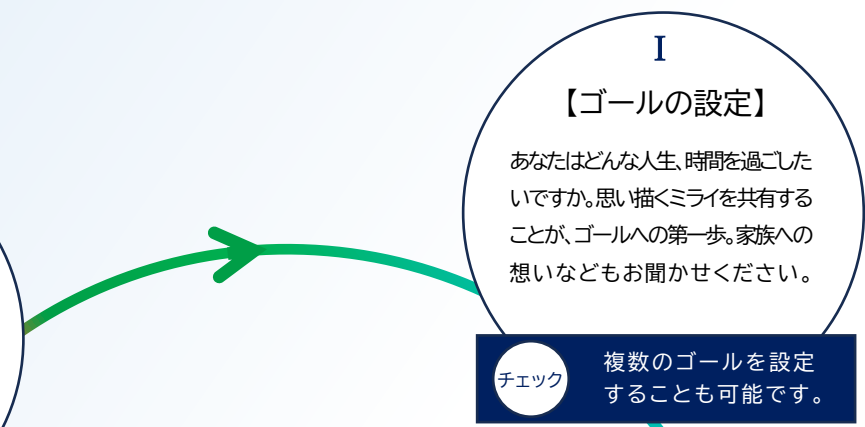 I
【ゴールの設定】
あなたはどんな人生、時間を過ごした
いですか。思い描くミライを共有する
ことが、ゴールへの第一歩。家族への
想いなどもお聞かせください。
チェック
複数のゴールを設定
することも可能です。